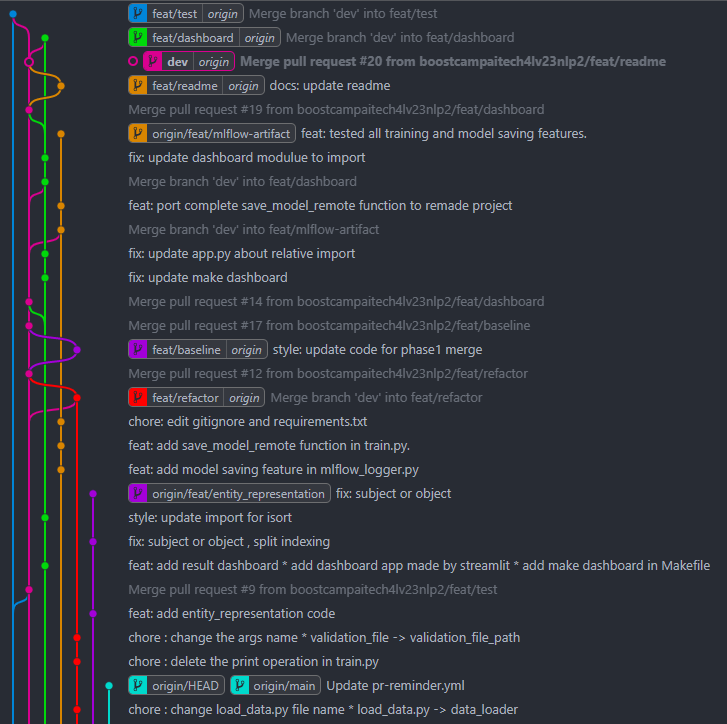 feat/test origin Merge branch 'dev' into feat/test
feat/dashboard origin Merge branch 'dev' into feat/dashboard
dev origin Merge pull request #20 from boostcampaitech4lv23nlp2/feat/readme
feat/readme origin docs: update readme
Merge pull request #19 from boostcampaitech4lv23nlp2/feat/dashboard
origin/feat/mlflow-artifact feat: tested all training and model saving features.
fix: update dashboard modulue to import
Merge branch 'dev' into feat/dashboard
feat: port complete save_model_remote function to remade project
Merge branch 'dev' into feat/mlflow-artifact
fix: update app.py about relative import
fix: update make dashboard
Merge pull request #14 from boostcampaitech4lv23nlp2/feat/dashboard
Merge pull request #17 from boostcampaitech4lv23nlp2/feat/baseline
feat/baseline origin style: update code for phase1 merge
Merge pull request #12 from boostcampaitech4lv23nlp2/feat/refactor
feat/refactor origin Merge branch 'dev' into feat/refactor
chore: edit gitignore and requirements.txt
feat: add save_model_remote function in train.py.
feat: add model saving feature in mlflow_logger.py
origin/feat/entity_representation fix: subject or object
style: update import for isort
fix: subject or object , split indexing
feat: add result dashboard * add dashboard app made by streamlit * add make dashboard in Makefile
Merge pull request #9 from boostcampaitech4lv23nlp2/feat/test
feat: add entity_representation code
chore : change the args name * validation_file -> validation_file_path
chore : delete the print operation in train.py
origin/HEAD origin/main Update pr-reminder.yml
chore : change load_data.py file name * load_data.py -> data_loader